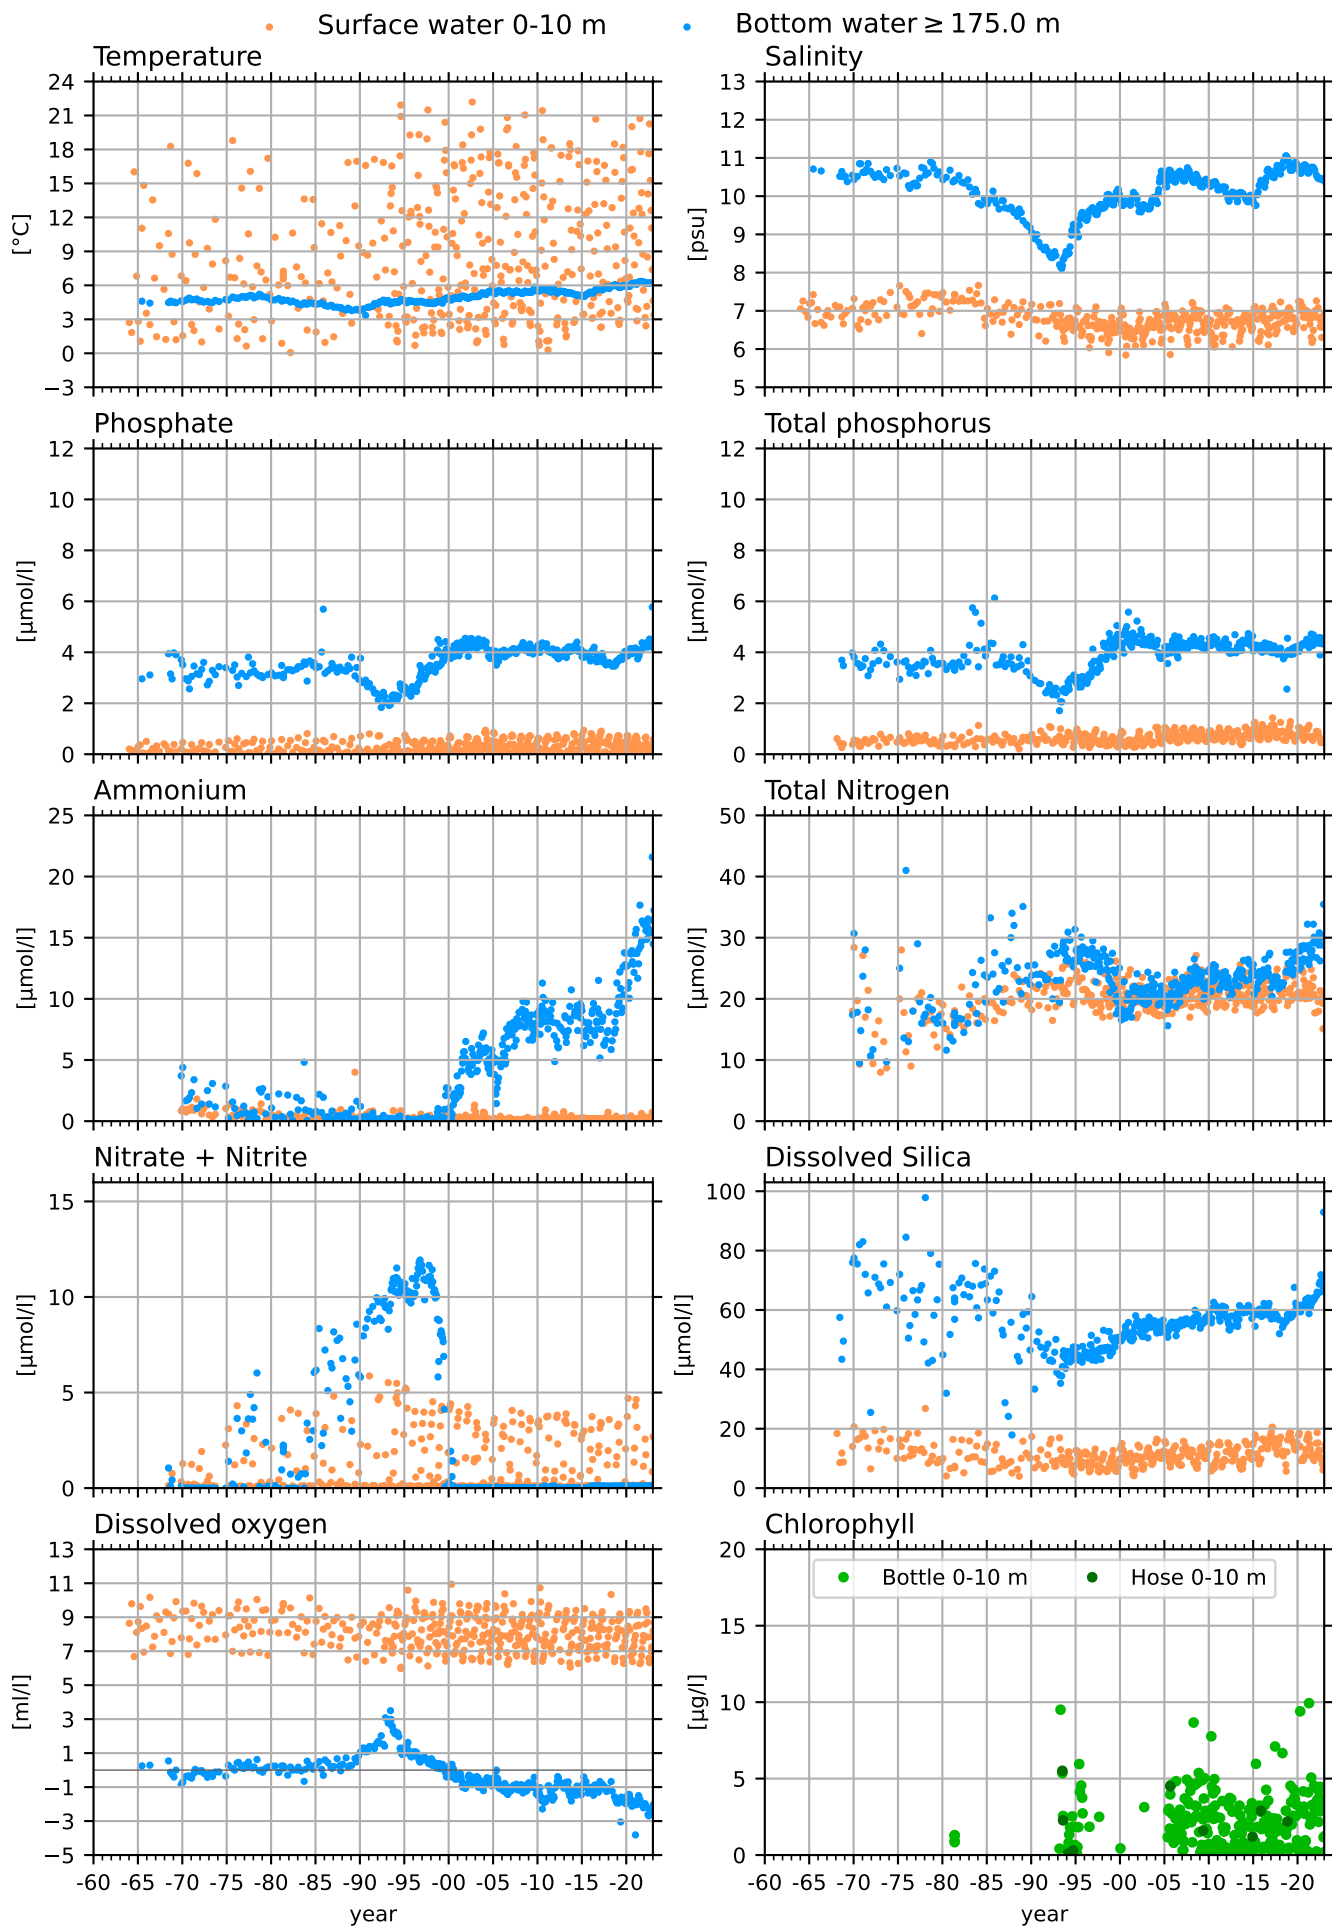 Surface water 0-10 m Bottom water ≥ 175.0 m
Temperature Salinity
24 21 18 15 12 9 6 3 0 −3
[°C]
13 12 11 10 9 8 7 6 5
[psu]
Phosphate Total phosphorus
12 10 8 6 4 2 0
[µmol/l]
12 10 8 6 4 2 0
[µmol/l]
Ammonium Total Nitrogen
25 20 15 10 5 0
[µmol/l]
50 40 30 20 10 0
[µmol/l]
Nitrate + Nitrite Dissolved Silica
15 10 5 0
[µmol/l]
100 80 60 40 20 0
[µmol/l]
Dissolved oxygen Chlorophyll
13 11 9 7 5 3 1 −1 −3 −5
[ml/l]
20 15 10 5 0
[µg/l]
Bottle 0-10 m Hose 0-10 m
-60 -65 -70 -75 -80 -85 -90 -95 -00 -05 -10 -15 -20
-60 -65 -70 -75 -80 -85 -90 -95 -00 -05 -10 -15 -20
year year